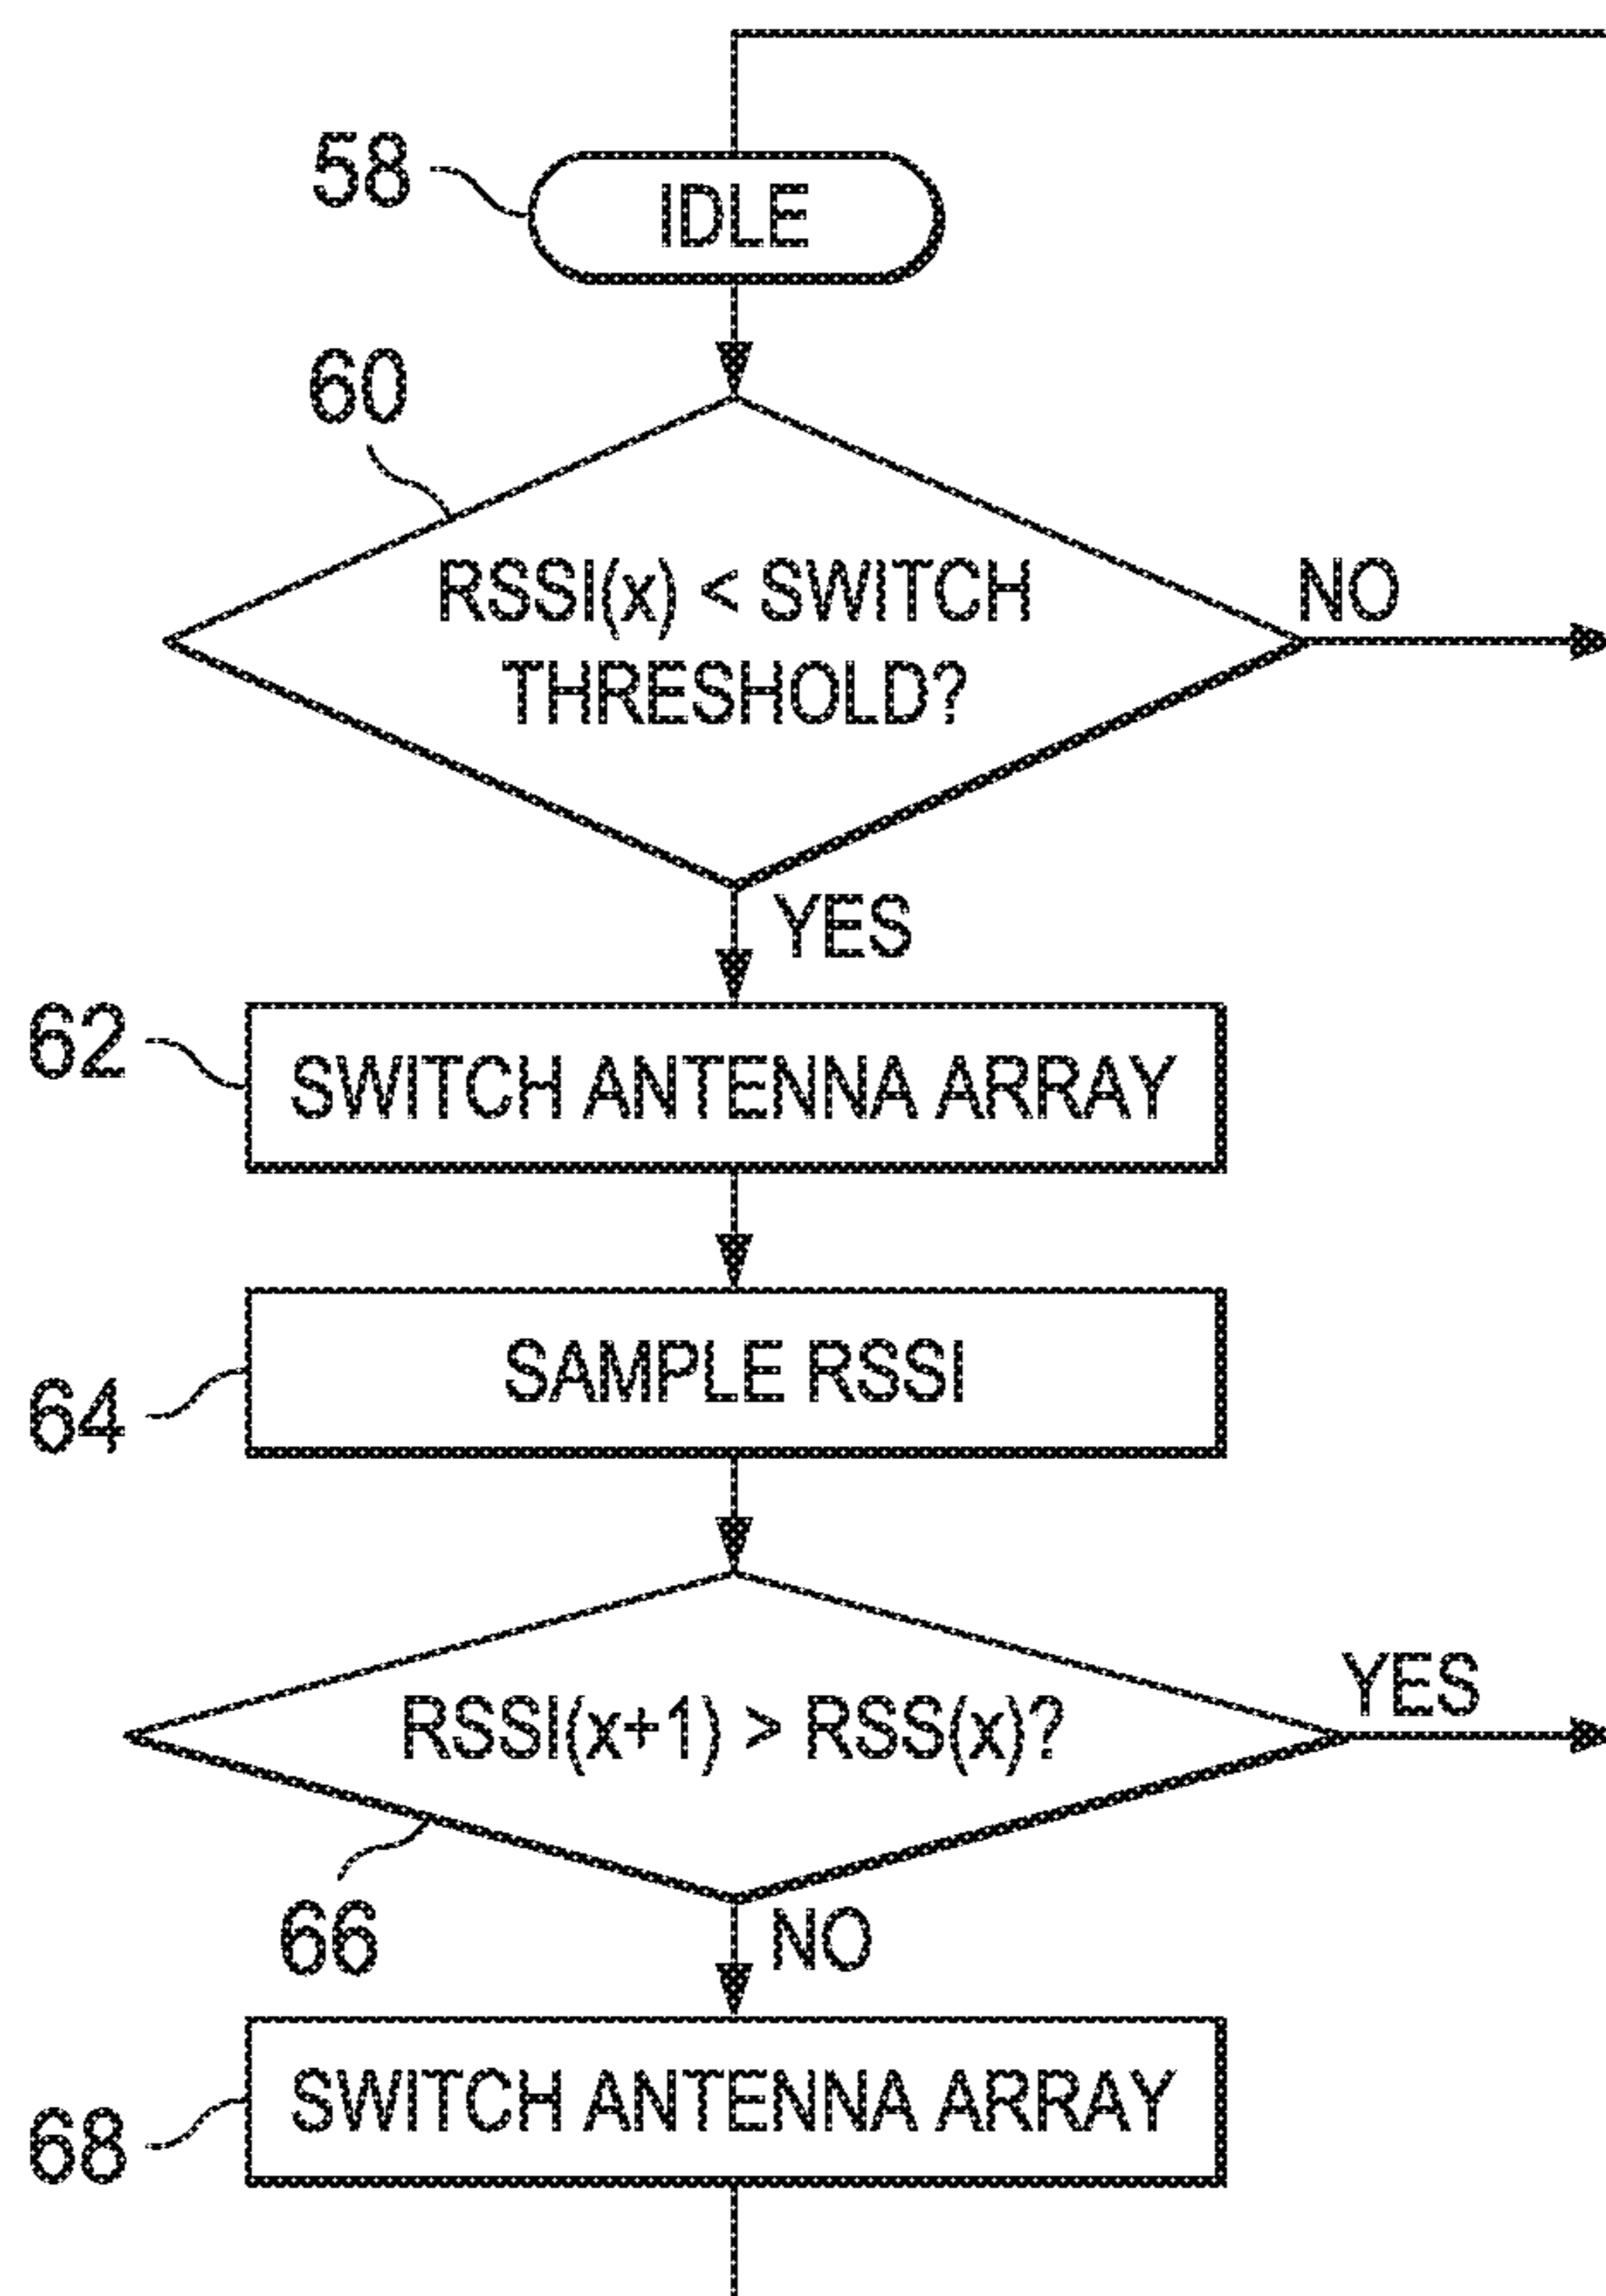 58
IDLE
60
RSSI(x) < SWITCH
THRESHOLD?
NO
YES
62
SWITCH ANTENNA ARRAY
64
SAMPLE RSSI
RSSI(x+1) > RSS(x)?
YES
66
NO
68
SWITCH ANTENNA ARRAY